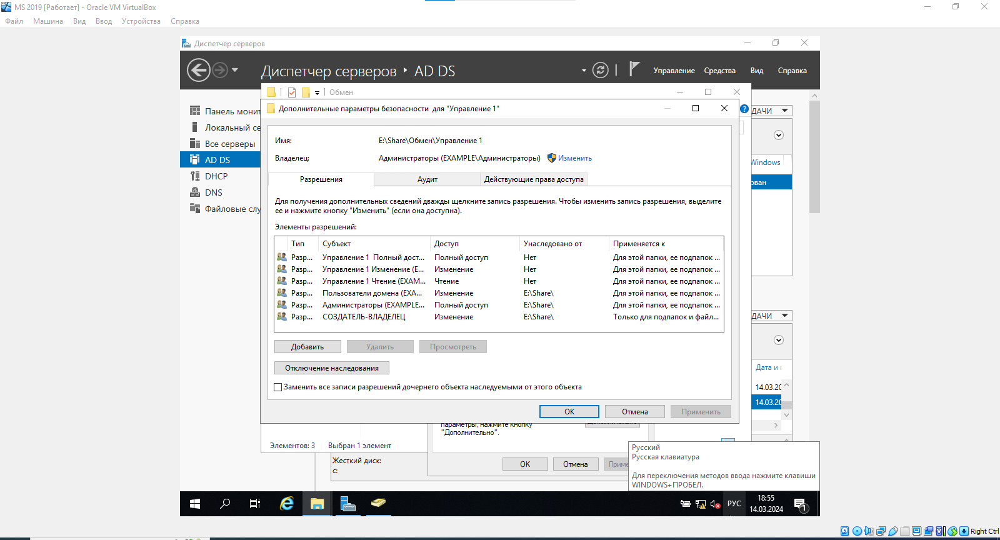 MS 2019 [Работает] - Oracle VM VirtualBox
Файл Машина Вид Ввод Устройства Справка
Диспетчер серверов
Диспетчер серверов AD DS
Управление Средства Вид Справка
Обмен
Дополнительные параметры безопасности для "Управление 1"
Панель монит
Локальный се
Все серверы
AD DS
DHCP
DNS
Файловые слу
ДАЧИ
Windows
ован
Имя: E:\Share\Обмен\Управление 1
Владелец: Администраторы (EXAMPLE\Администраторы) Изменить
Разрешения Аудит Действующие права доступа
Для получения дополнительных сведений дважды щелкните запись разрешения. Чтобы изменить запись разрешения, выделите
ее и нажмите кнопку "Изменить" (если она доступна).
Элементы разрешений:
Тип Субъект Доступ Унаследовано от Применяется к
Разр... Управление 1 Полный дост... Полный доступ Нет Для этой папки, ее подпапок ...
Разр... Управление 1 Изменение (E... Изменение Нет Для этой папки, ее подпапок ...
Разр... Управление 1 Чтение (EXAM... Чтение Нет Для этой папки, ее подпапок ...
Разр... Пользователи домена (EXA... Изменение E:\Share\ Для этой папки, ее подпапок ...
Разр... Администраторы (EXAMPLE... Полный доступ E:\Share\ Для этой папки, ее подпапок ...
Разр... СОЗДАТЕЛЬ-ВЛАДЕЛЕЦ Изменение E:\Share\ Только для подпапок и файл...
ДАЧИ
Добавить Удалить Просмотреть
Отключение наследования
Дата и
Заменить все записи разрешений дочернего объекта наследуемыми от этого объекта
14.03.20
14.03.20
ОК Отмена Применить
параметры, нажмите кнопку
"Дополнительно".
Элементов: 3 Выбран 1 элемент
Жесткий диск:
c:
ОК Отмена Приме
Русский
Русская клавиатура
Для переключения методов ввода нажмите клавиши
WINDOWS+ПРОБЕЛ.
РУС
18:55
14.03.2024
1
Right Ctrl